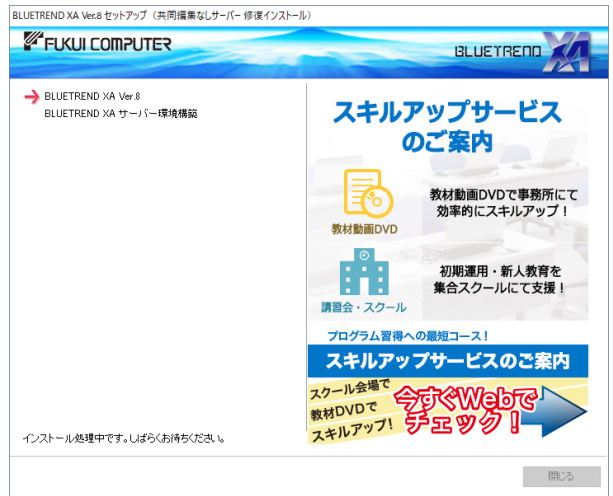 BLUETREND XA Ver.8 セットアップ（共同編集なしサーバー 修復インストール）
FUKUI COMPUTER
BLUETREND XA
BLUETREND XA Ver.8
BLUETREND XA サーバー環境構築
スキルアップサービス
のご案内
教材動画DVD
教材動画DVDで事務所にて
効率的にスキルアップ！
講習会・スクール
初期運用・新人教育を
集合スクールにて支援！
プログラム習得への最短コース！
スキルアップサービスのご案内
スクール会場で
教材DVDで
スキルアップ!
今すぐWebで
チェック！
インストール処理中です。しばらくお待ちください。
閉じる